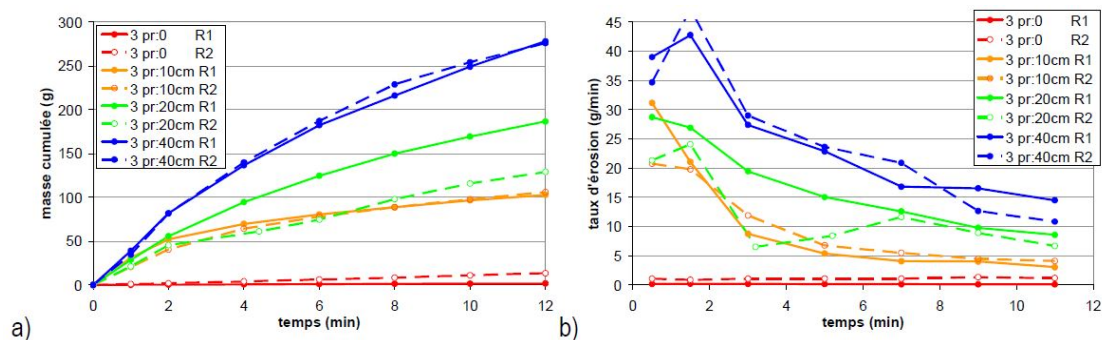 300
250
200
150
100
50
0
masse cumulée (g)
3 pr:0 R1
3 pr:0 R2
3 pr:10cm R1
3 pr:10cm R2
3 pr:20cm R1
3 pr:20cm R2
3 pr:40cm R1
3 pr:40cm R2
0 2 4 6 8 10 12
temps (min)
a)
45
40
35
30
25
20
15
10
5
0
taux d'érosion (g/min)
3 pr:0 R1
3 pr:0 R2
3 pr:10cm R1
3 pr:10cm R2
3 pr:20cm R1
3 pr:20cm R2
3 pr:40cm R1
3 pr:40cm R2
0 2 4 6 8 10 12
temps (min)
b)